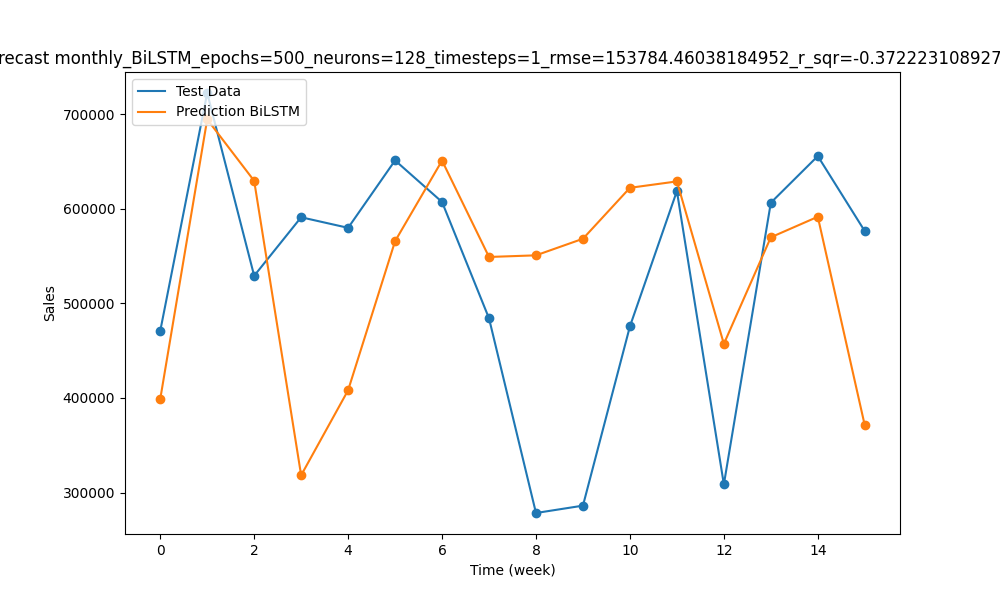 recast monthly_BiLSTM_epochs=500_neurons=128_timesteps=1_rmse=153784.46038184952_r_sqr=-0.372223108927
Test Data
Prediction BiLSTM
700000
600000
500000
400000
300000
Sales
0 2 4 6 8 10 12 14
Time (week)